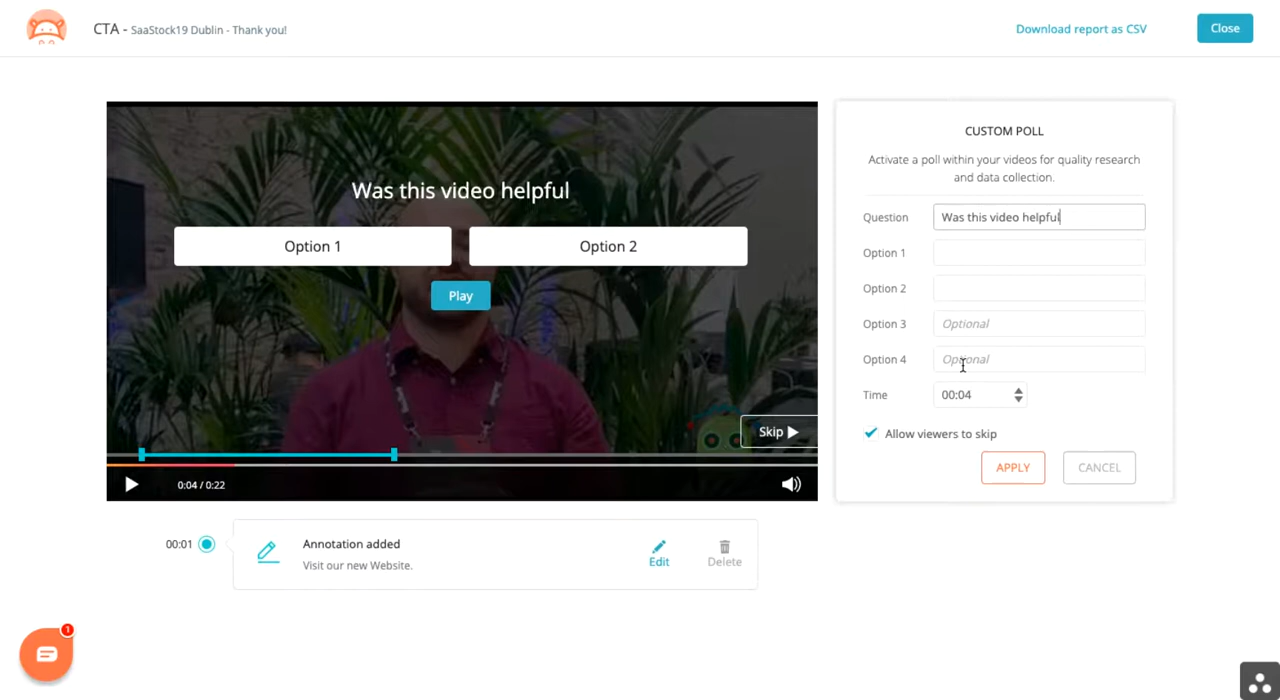 CTA - SaaStock19 Dublin - Thank you!
Download report as CSV
Close
Was this video helpful
Option 1
Option 2
Play
Skip
0:04 / 0:22
CUSTOM POLL
Activate a poll within your videos for quality research
and data collection.
Question
Was this video helpful
Option 1
Option 2
Option 3
Optional
Option 4
Optional
Time
00:04
Allow viewers to skip
APPLY
CANCEL
00:01
Annotation added
Visit our new Website.
Edit
Delete
1